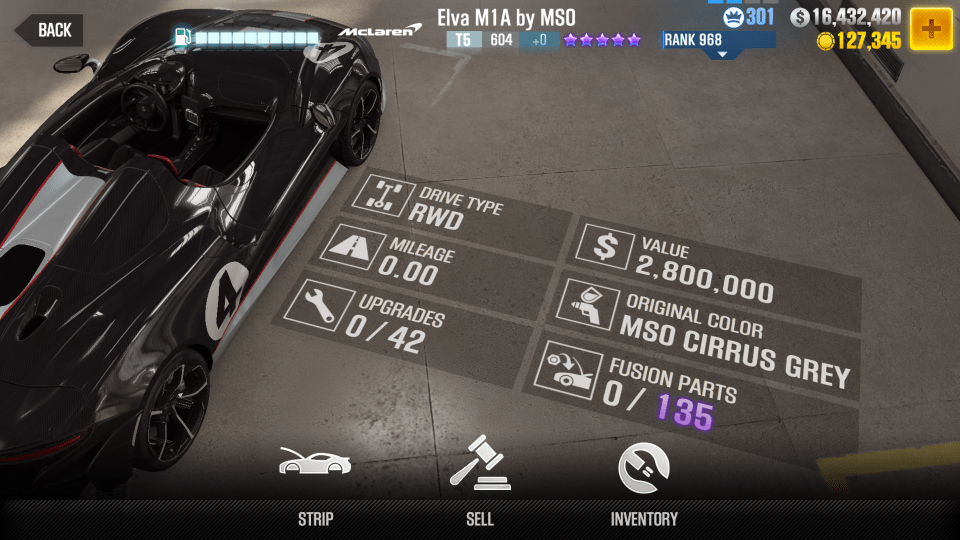 BACK
McLaren
Elva M1A by MSO
T5 604 +0
301
16,432,420
RANK 968
127,345
4
DRIVE TYPE
RWD
MILEAGE
0.00
UPGRADES
0 / 42
VALUE
2,800,000
ORIGINAL COLOR
MSO CIRRUS GREY
FUSION PARTS
0 / 135
STRIP
SELL
INVENTORY